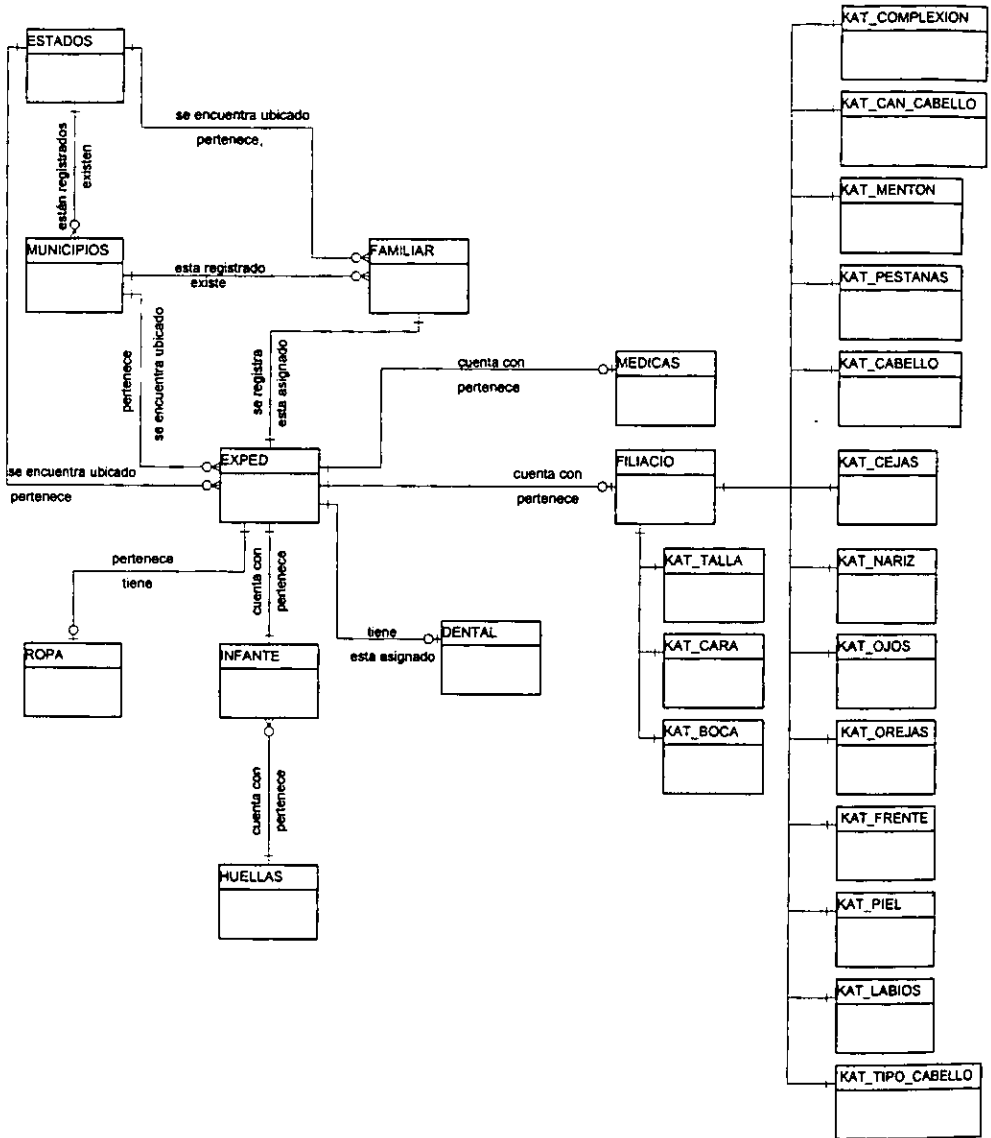 KAT_COMPLEXION
ESTADOS
KAT_CAN_CABELLO
se encuentra ubicado
pertenece,
están registrados
existen
KAT_MENTON
MUNICIPIOS
FAMILIAR
esta registrado
existe
KAT_PESTANAS
pertenece
se encuentra ubicado
se registra
esta asignado
cuenta con
pertenece
MEDICAS
KAT_CABELLO
EXPED
se encuentra ubicado
pertenece
cuenta con
pertenece
FILIACIO
KAT_CEJAS
pertenece
tiene
cuenta con
pertenece
KAT_TALLA
KAT_NARIZ
tiene
esta asignado
DENTAL
ROPA
INFANTE
KAT_CARA
KAT_OJOS
KAT_BOCA
KAT_OREJAS
cuenta con
pertenece
KAT_FRENTE
HUELLAS
KAT_PIEL
KAT_LABIOS
KAT_TIPO_CABELLO